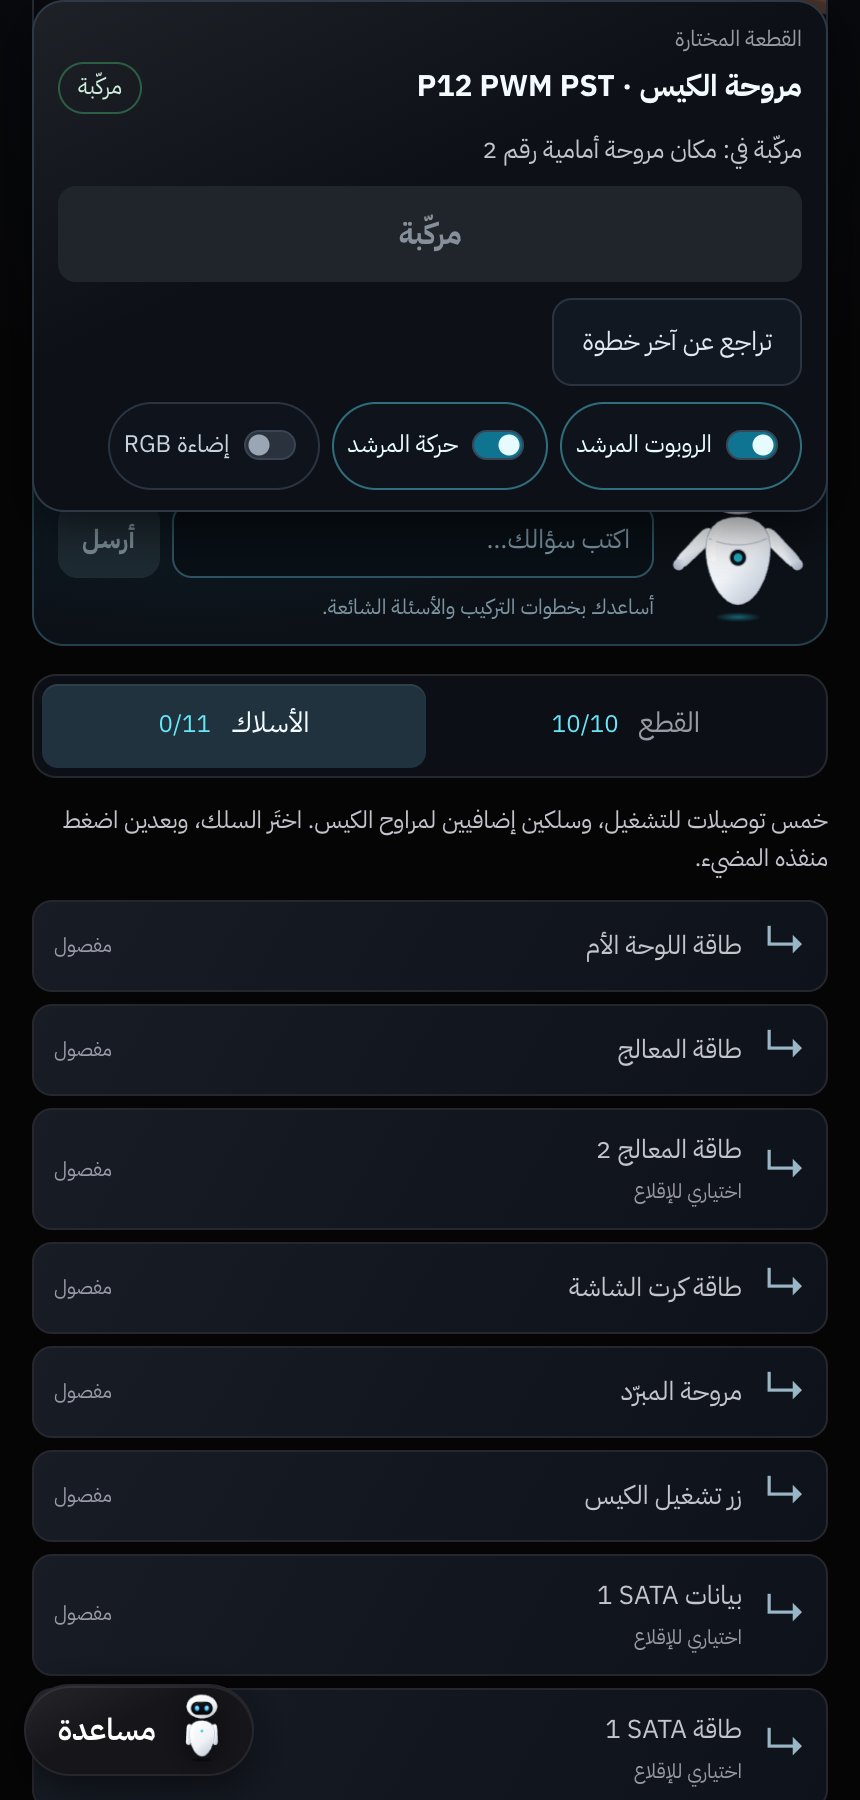 القطعة المختارة
مروحة الكيس · P12 PWM PST
مركّبة
مركّبة في: مكان مروحة أمامية رقم 2
مركّبة
تراجع عن آخر خطوة
الروبوت المرشد
حركة المرشد
إضاءة RGB
اكتب سؤالك...
أرسل
أساعدك بخطوات التركيب والأسئلة الشائعة.
القطع 10/10
الأسلاك 0/11
خمس توصيلات للتشغيل، وسلكين إضافيين لمراوح الكيس. اختَر السلك، وبعدين اضغط
منفذه المضيء.
طاقة اللوحة الأم
مفصول
طاقة المعالج
مفصول
طاقة المعالج 2
اختياري للإقلاع
مفصول
طاقة كرت الشاشة
مفصول
مروحة المبرّد
مفصول
زر تشغيل الكيس
مفصول
بيانات SATA 1
اختياري للإقلاع
مفصول
طاقة SATA 1
اختياري للإقلاع
مساعدة